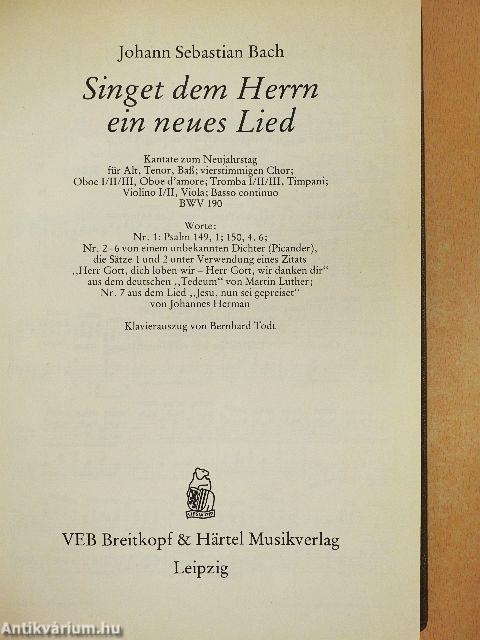 Johann Sebastian Bach
Singet dem Herrn
ein neues Lied
Kantate zum Neujahrstag
für Alt, Tenor, Baß; vierstimmigen Chor;
Oboe I/II/III, Oboe d'amore; Tromba I/II/III, Timpani;
Violino I/II, Viola; Basso continuo
BWV 190
Worte:
Nr. 1: Psalm 149, 1; 150, 4. 6;
Nr. 2–6 von einem unbekannten Dichter (Picander),
die Sätze 1 und 2 unter Verwendung eines Zitats
„Herr Gott, dich loben wir – Herr Gott, wir danken dir“
aus dem deutschen „Tedeum“ von Martin Luther;
Nr. 7 aus dem Lied „Jesu, nun sei gepreiset“
von Johannes Herman
Klavierauszug von Bernhard Todt
VEB Breitkopf & Härtel Musikverlag
Leipzig
Antikvárium.hu